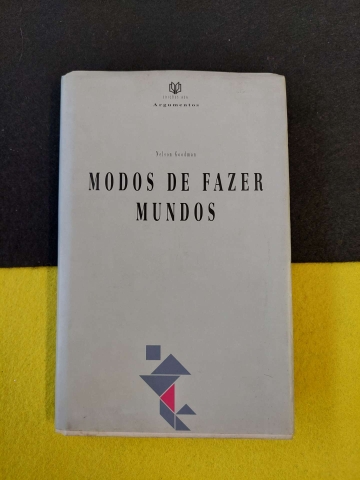 Argumentos
Nelson Goodman
MODOS DE FAZER
MUNDOS